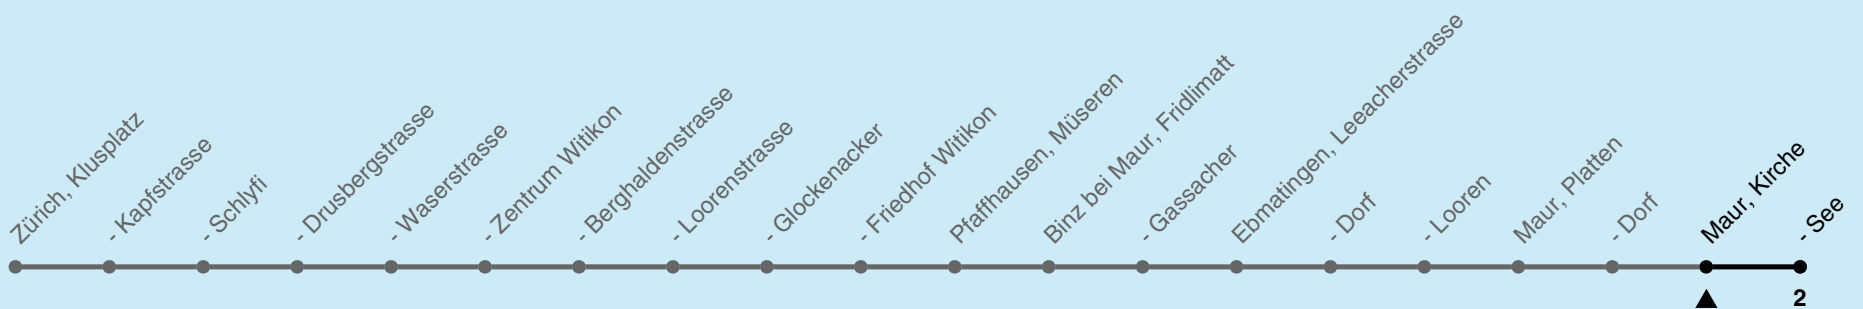 Zürich, Klusplatz
- Kapfstrasse
- Schlyfi
- Drusbergstrasse
- Waserstrasse
- Zentrum Witikon
- Berghaldenstrasse
- Loorenstrasse
- Glockenacker
- Friedhof Witikon
Pfaffhausen, Müseren
Binz bei Maur, Fridlimatt
- Gassacher
Ebmatingen, Leeacherstrasse
- Dorf
- Looren
Maur, Platten
- Dorf
Maur, Kirche
- See
2